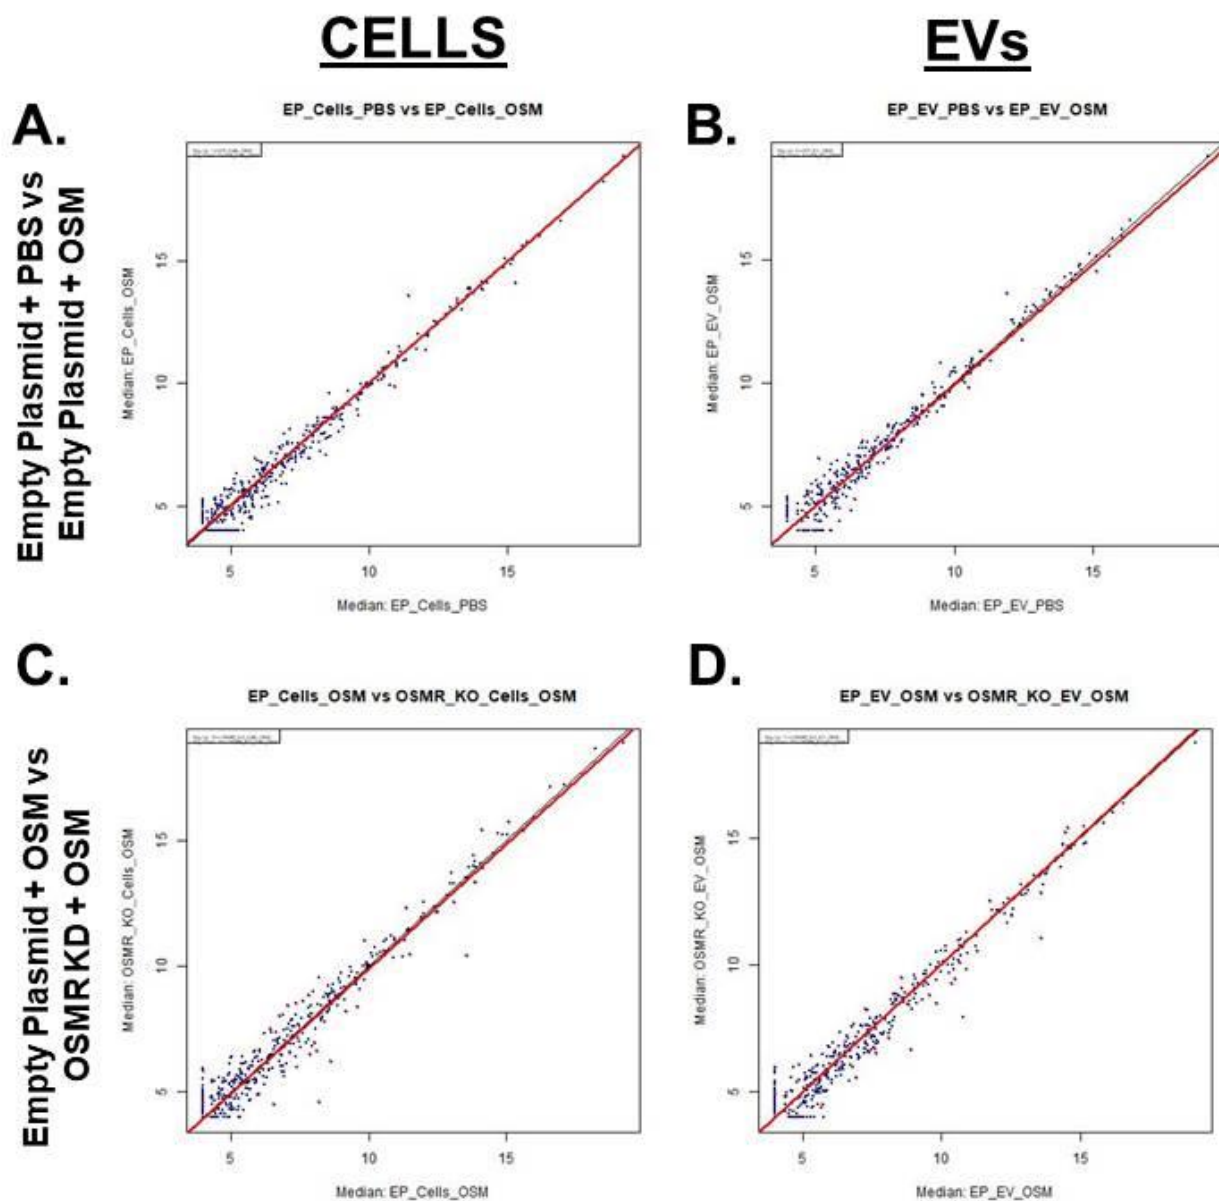 CELLS
EVs
A.
EP_Cells_PBS vs EP_Cells_OSM
B.
EP_EV_PBS vs EP_EV_OSM
Empty Plasmid + PBS vs
Empty Plasmid + OSM
Median: EP_Cells_OSM
15
10
5
5
10
15
Median: EP_Cells_PBS
Median: EP_EV_OSM
15
10
5
5
10
15
Median: EP_EV_PBS
C.
EP_Cells_OSM vs OSMR_KO_Cells_OSM
D.
EP_EV_OSM vs OSMR_KO_EV_OSM
Empty Plasmid + OSM vs
OSMRKD + OSM
Median: OSMR_KO_Cells_OSM
15
10
5
5
10
15
Median: EP_Cells_OSM
Median: OSMR_KO_EV_OSM
15
10
5
5
10
15
Median: EP_EV_OSM